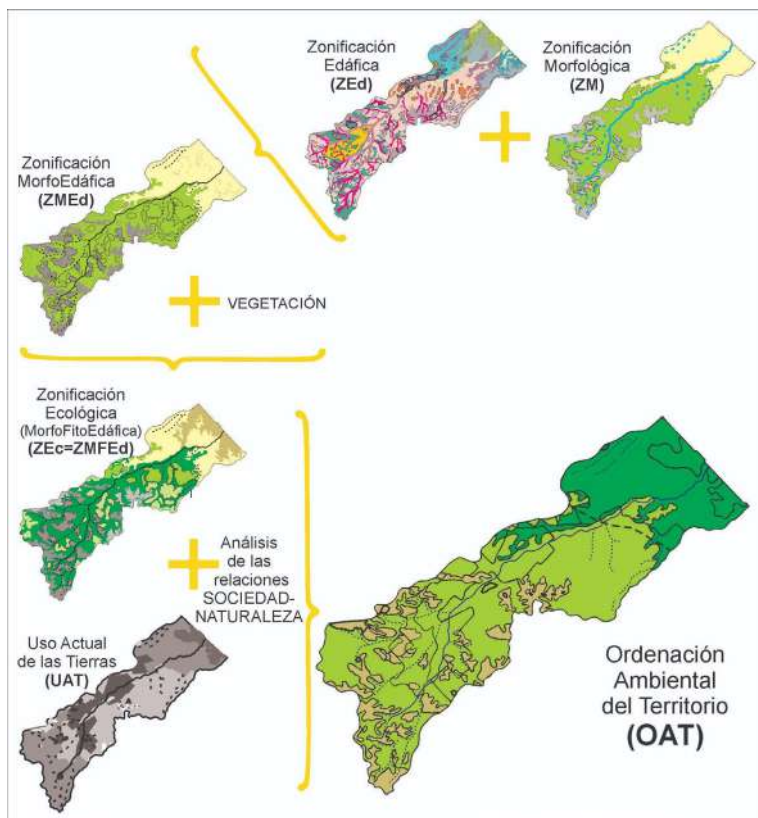 Zonificación
Edáfica
(ZEd)
Zonificación
Morfológica
(ZM)
Zonificación
MorfoEdáfica
(ZMEd)
VEGETACIÓN
Zonificación
Ecológica
(MorfoFitoEdáfica)
(ZEc=ZMFEd)
Análisis
de las
relaciones
SOCIEDAD-
NATURALEZA
Uso Actual
de las Tierras
(UAT)
Ordenación
Ambiental
del Territorio
(OAT)